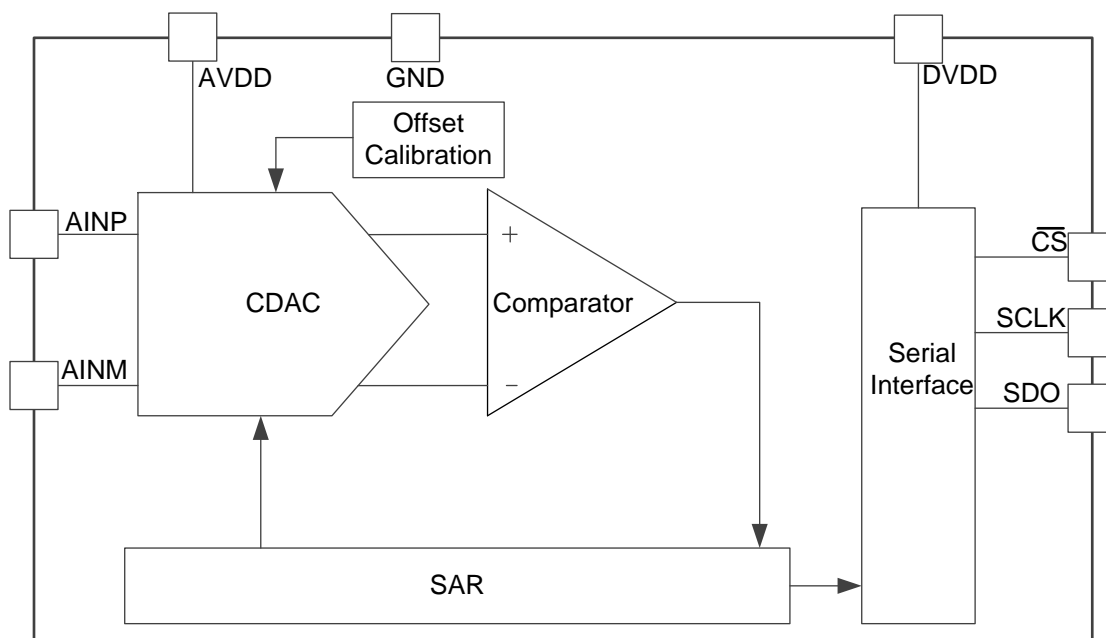 AVDD
GND
DVDD
Offset
Calibration
AINP
CS
+
CDAC
Comparator
SCLK
Serial
Interface
AINM
−
SDO
SAR